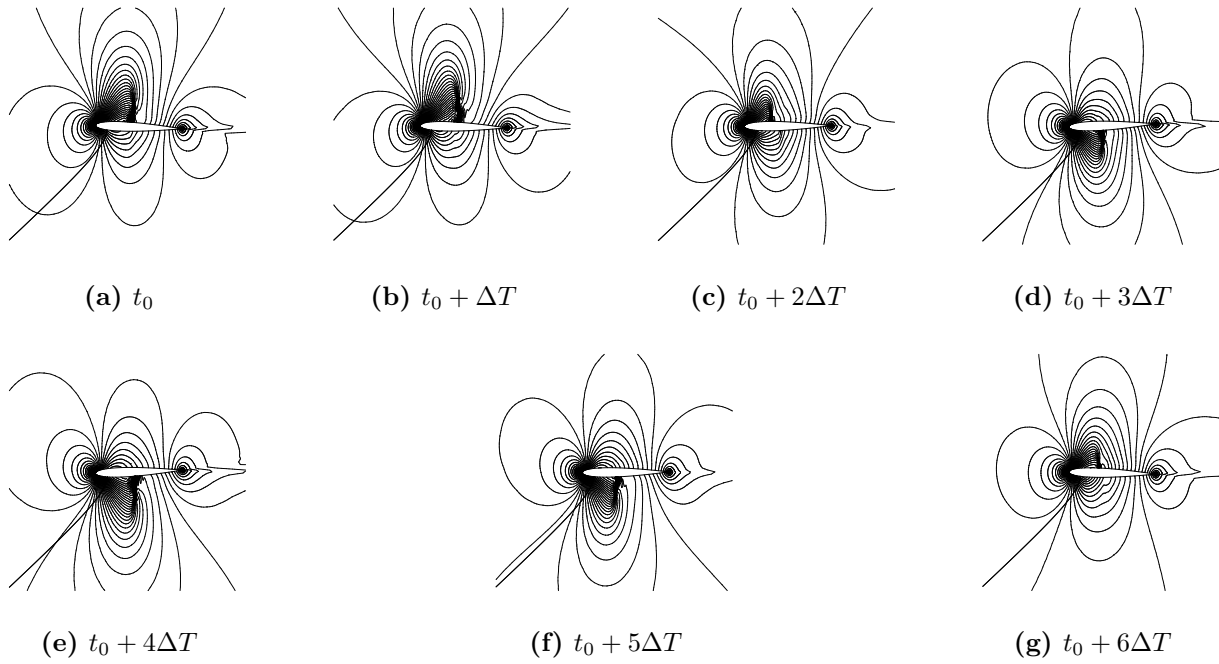 (a) t₀
(b) t₀ + ΔT
(c) t₀ + 2ΔT
(d) t₀ + 3ΔT
(e) t₀ + 4ΔT
(f) t₀ + 5ΔT
(g) t₀ + 6ΔT